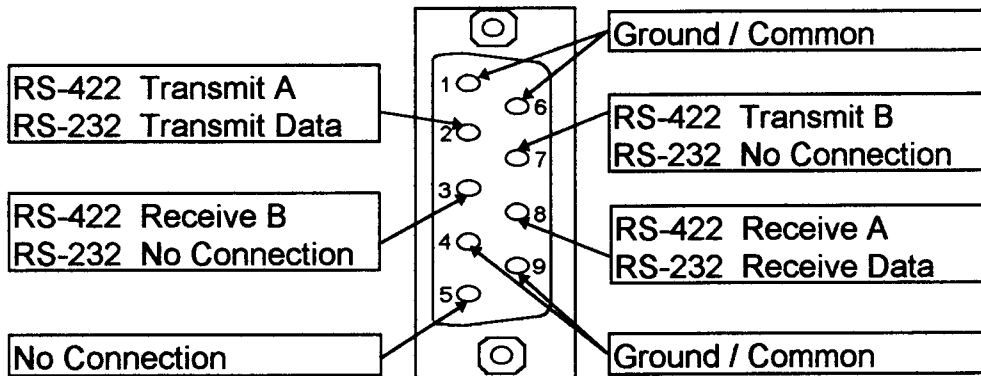 Ground / Common
RS-422 Transmit A
RS-232 Transmit Data
RS-422 Transmit B
RS-232 No Connection
RS-422 Receive B
RS-232 No Connection
RS-422 Receive A
RS-232 Receive Data
No Connection
Ground / Common
1
2
3
4
5
6
7
8
9